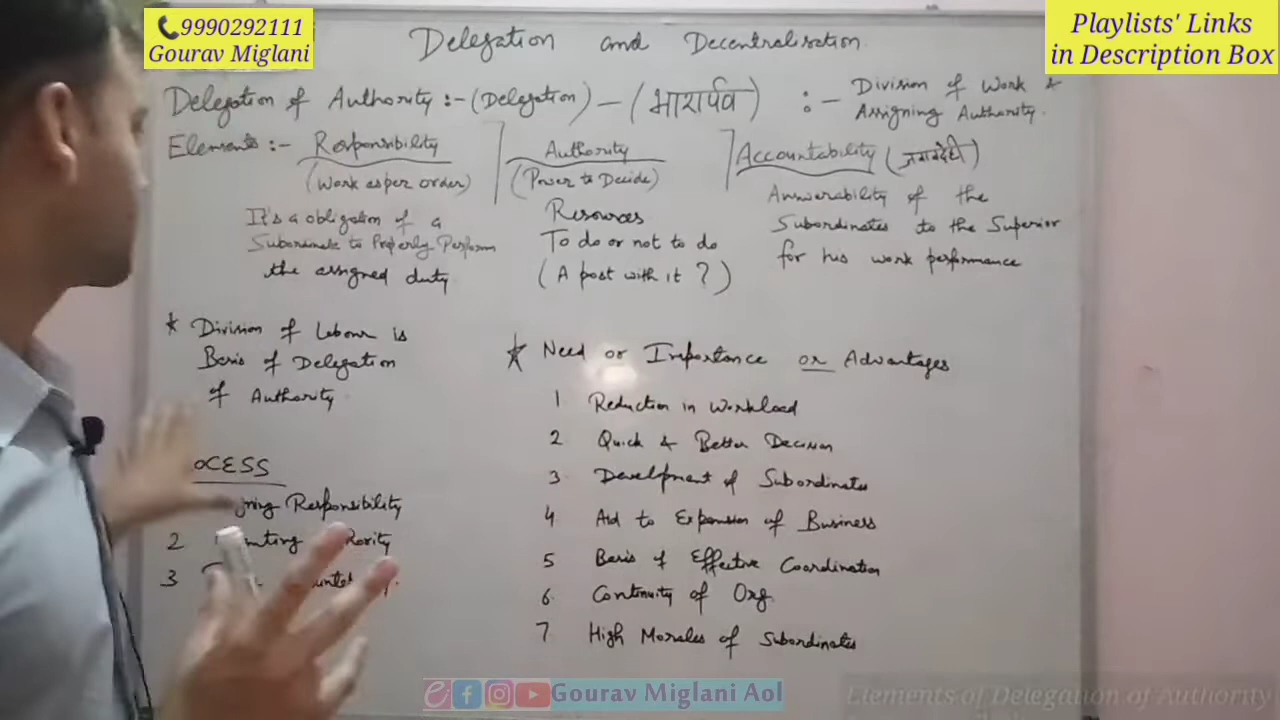 📞9990292111
Gourav Miglani
Playlists' Links
in Description Box
Delegation and Decentralisation
Delegation of Authority :- (Delegation) - (भारार्पव) :- Division of Work &
Assigning Authority.
Elements :- Responsibility
(Work as per order)
It's a obligation of a
Subordinate to Properly Perform
the assigned duty
Authority
(Power to Decide)
Resources
To do or not to do
(A post with it ?)
Accountability (जवाबदेही)
Answerability of the
Subordinates to the Superior
for his work performance
* Division of Labour is
Basis of Delegation
of Authority
OCESS
Responsibility
2
3
* Need or Importance or Advantages
1 Reduction in Workload
2 Quick & Better Decision
3 Development of Subordinates
4 Aid to Expansion of Business
5 Basis of Effective Coordination
6 Continuity of Org.
7 High Morales of Subordinates
Gourav Miglani Aol
Elements of Delegation of Authority